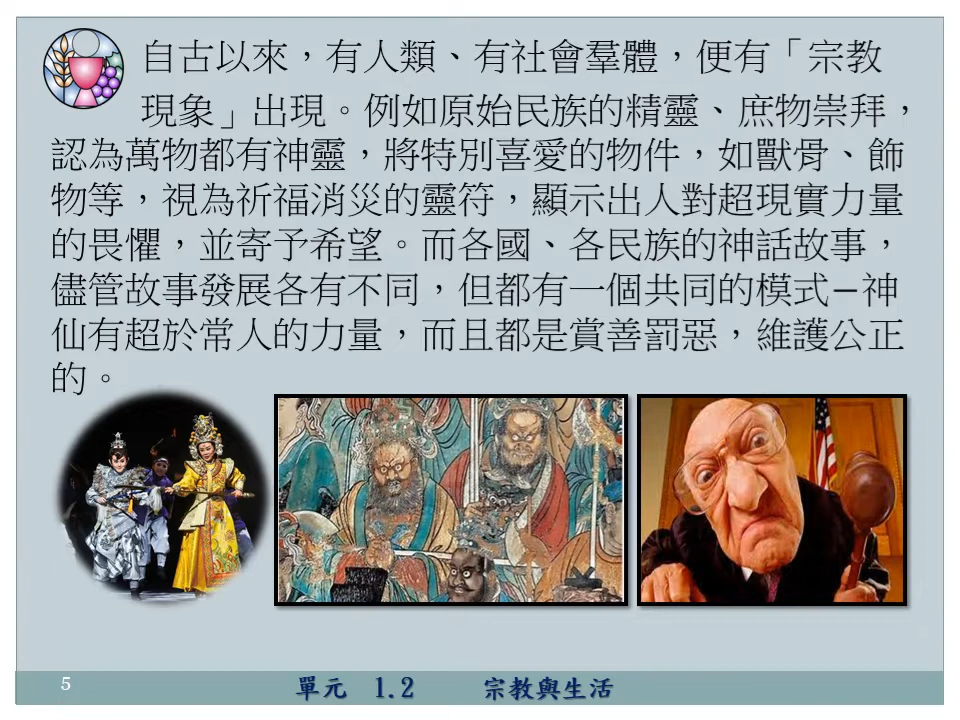 自古以來，有人類、有社會羣體，便有「宗教
現象」出現。例如原始民族的精靈、庶物崇拜，
認為萬物都有神靈，將特別喜愛的物件，如獸骨、飾
物等，視為祈福消災的靈符，顯示出人對超現實力量
的畏懼，並寄予希望。而各國、各民族的神話故事，
儘管故事發展各有不同，但都有一個共同的模式–神
仙有超於常人的力量，而且都是賞善罰惡，維護公正
的。
5
單元 1.2 宗教與生活